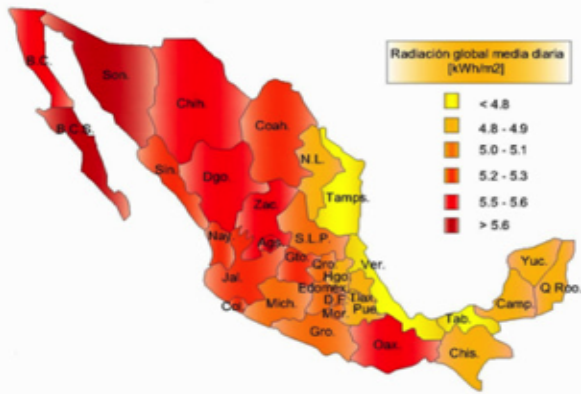 Radiación global media diaria
[kWh/m2]
< 4.8
4.8 - 4.9
5.0 - 5.1
5.2 - 5.3
5.5 - 5.6
> 5.6
B.C.
Son.
Chih.
B.C.S.
Coah.
N.L.
Sin.
Dgo.
Tamps.
Zac.
Nay.
Ags.
S.L.P.
Ver.
Yuc.
Gto.
Qro.
Jal.
Hgo.
Q Roo.
Edomex.
Tlax.
Camp.
Col.
Mich.
D.F.
Pue.
Mor.
Tab.
Gro.
Oax.
Chis.